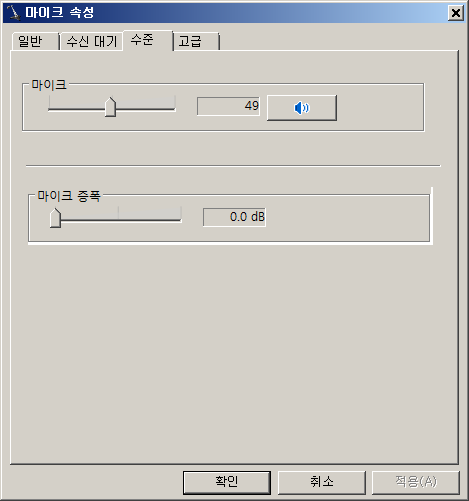 마이크 속성
일반 수신 대기 수준 고급
마이크
49
마이크 증폭
0.0 dB
확인 취소 적용(A)